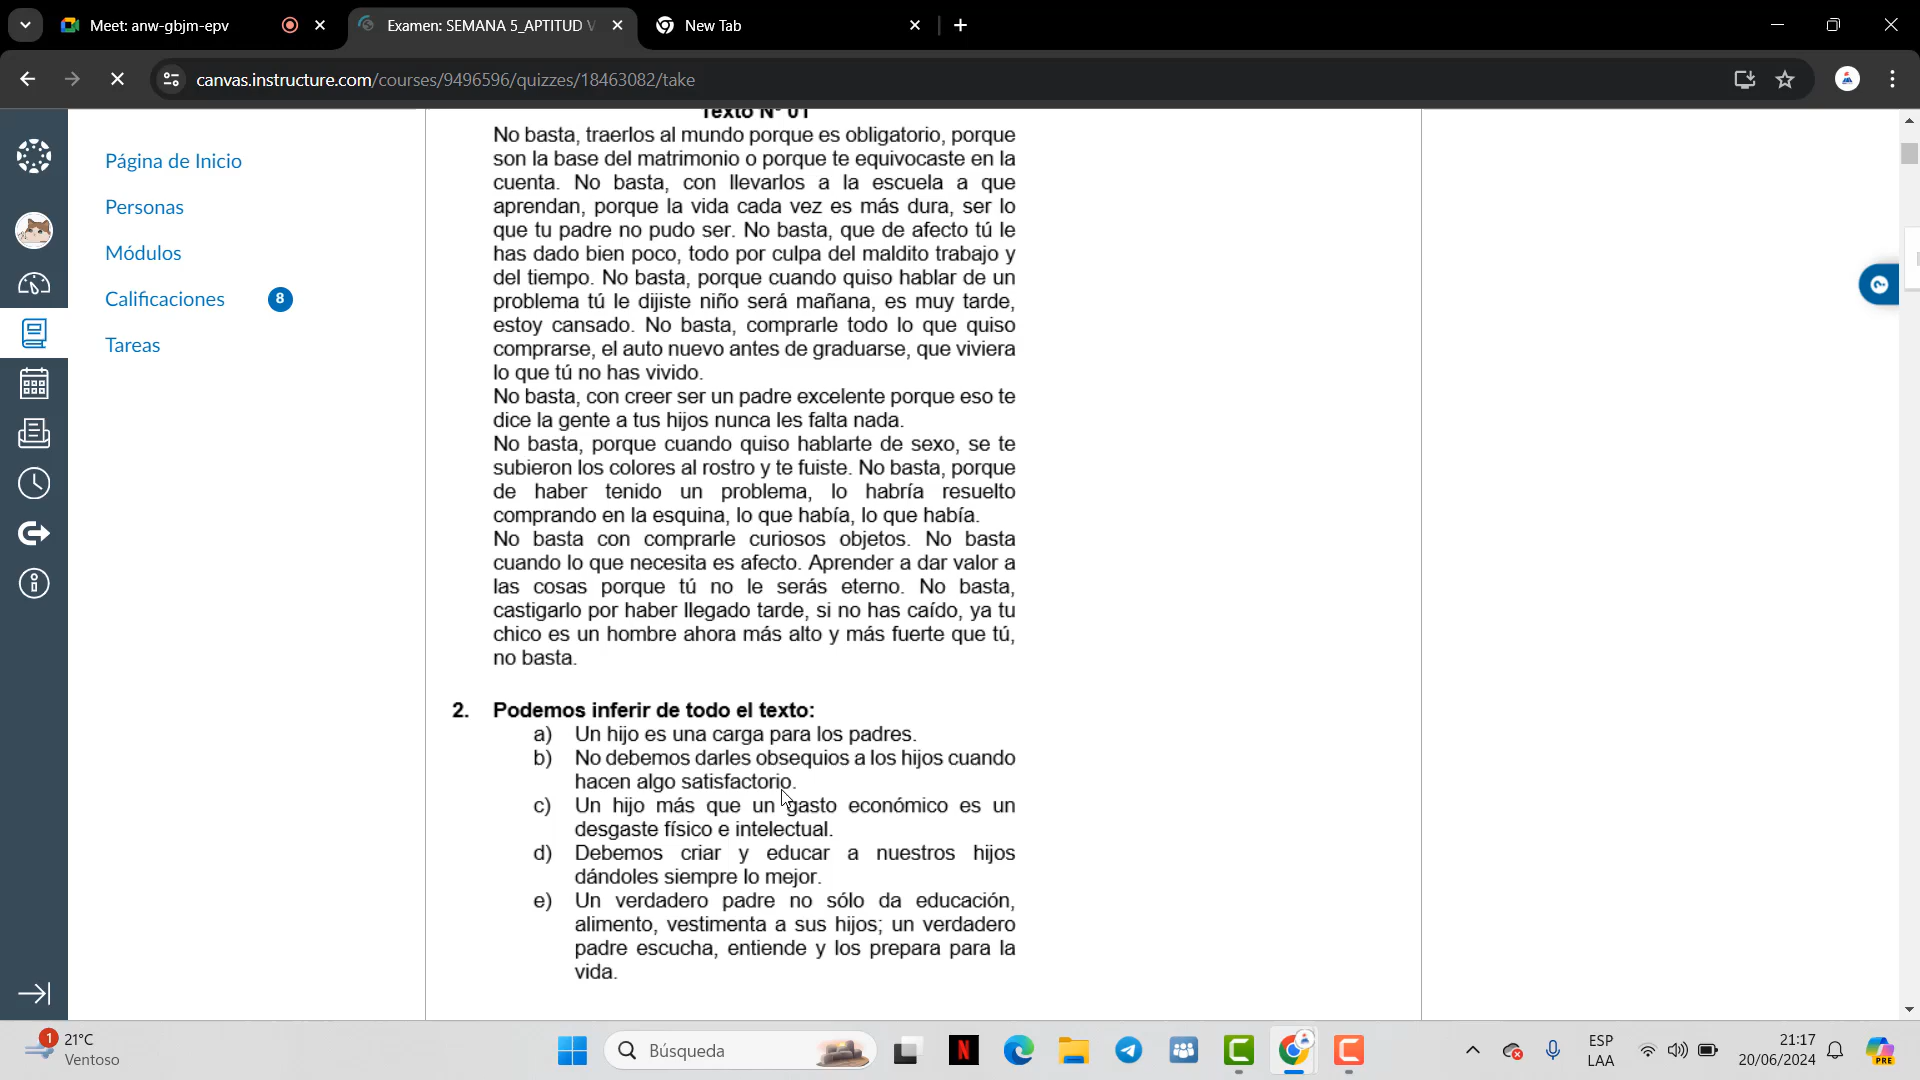 Meet: anw-gbjm-epv
Examen: SEMANA 5_APTITUD V
New Tab
canvas.instructure.com/courses/9496596/quizzes/18463082/take
Página de Inicio
Personas
Módulos
Calificaciones 8
Tareas
Texto N° 01
No basta, traerlos al mundo porque es obligatorio, porque
son la base del matrimonio o porque te equivocaste en la
cuenta. No basta, con llevarlos a la escuela a que
aprendan, porque la vida cada vez es más dura, ser lo
que tu padre no pudo ser. No basta, que de afecto tú le
has dado bien poco, todo por culpa del maldito trabajo y
del tiempo. No basta, porque cuando quiso hablar de un
problema tú le dijiste niño será mañana, es muy tarde,
estoy cansado. No basta, comprarle todo lo que quiso
comprarse, el auto nuevo antes de graduarse, que viviera
lo que tú no has vivido.
No basta, con creer ser un padre excelente porque eso te
dice la gente a tus hijos nunca les falta nada.
No basta, porque cuando quiso hablarte de sexo, se te
subieron los colores al rostro y te fuiste. No basta, porque
de haber tenido un problema, lo habría resuelto
comprando en la esquina, lo que había, lo que había.
No basta con comprarle curiosos objetos. No basta
cuando lo que necesita es afecto. Aprender a dar valor a
las cosas porque tú no le serás eterno. No basta,
castigarlo por haber llegado tarde, si no has caído, ya tu
chico es un hombre ahora más alto y más fuerte que tú,
no basta.
2. Podemos inferir de todo el texto:
a) Un hijo es una carga para los padres.
b) No debemos darles obsequios a los hijos cuando
hacen algo satisfactorio.
c) Un hijo más que un gasto económico es un
desgaste físico e intelectual.
d) Debemos criar y educar a nuestros hijos
dándoles siempre lo mejor.
e) Un verdadero padre no sólo da educación,
alimento, vestimenta a sus hijos; un verdadero
padre escucha, entiende y los prepara para la
vida.
1
21°C
Ventoso
Búsqueda
N
ESP
LAA
21:17
20/06/2024
PRE